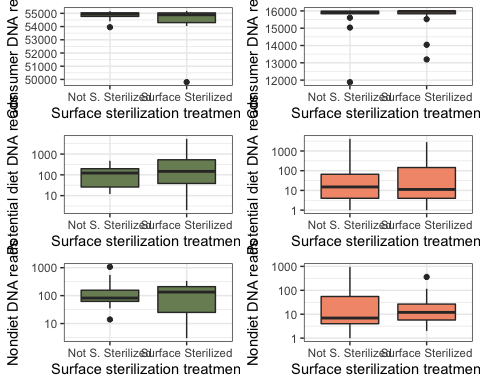 Consumer DNA reads
55000
54000
53000
52000
51000
50000
Not S. Sterilized
Surface Sterilized
Surface sterilization treatment
Consumer DNA reads
16000
15000
14000
13000
12000
Not S. Sterilized
Surface Sterilized
Surface sterilization treatment
Potential diet DNA reads
1000
100
10
Not S. Sterilized
Surface Sterilized
Surface sterilization treatmen
Potential diet DNA reads
1000
100
10
1
Not S. Sterilized
Surface Sterilized
Surface sterilization treatmen
Nondiet DNA reads
1000
100
10
Not S. Sterilized
Surface Sterilized
Surface sterilization treatmen
Nondiet DNA reads
1000
100
10
1
Not S. Sterilized
Surface Sterilized
Surface sterilization treatmen